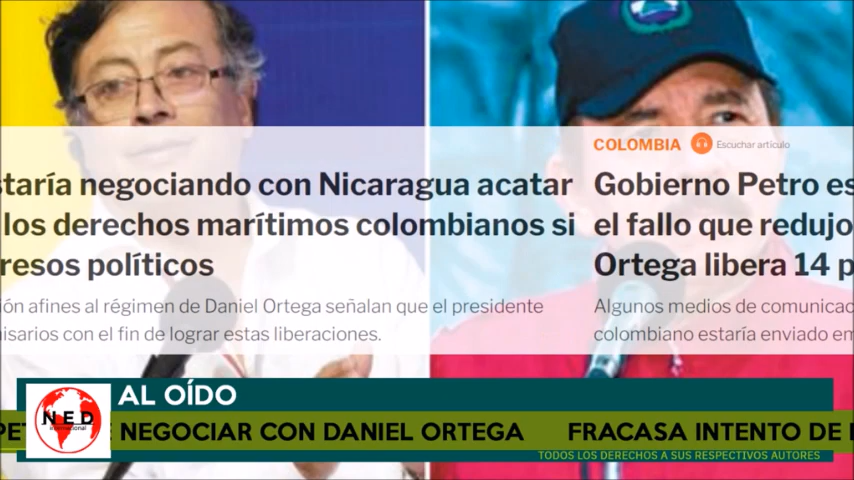 COLOMBIA Escuchar artículo
staría negociando con Nicaragua acatar
los derechos marítimos colombianos si
resos políticos
ión afines al régimen de Daniel Ortega señalan que el presidente
nisarios con el fin de lograr estas liberaciones.
Gobierno Petro es
el fallo que redujo
Ortega libera 14 p
Algunos medios de comunicac
colombiano estaría enviado em
AL OÍDO
NED
international
NEGOCIAR CON DANIEL ORTEGA FRACASA INTENTO DE
TODOS LOS DERECHOS A SUS RESPECTIVOS AUTORES